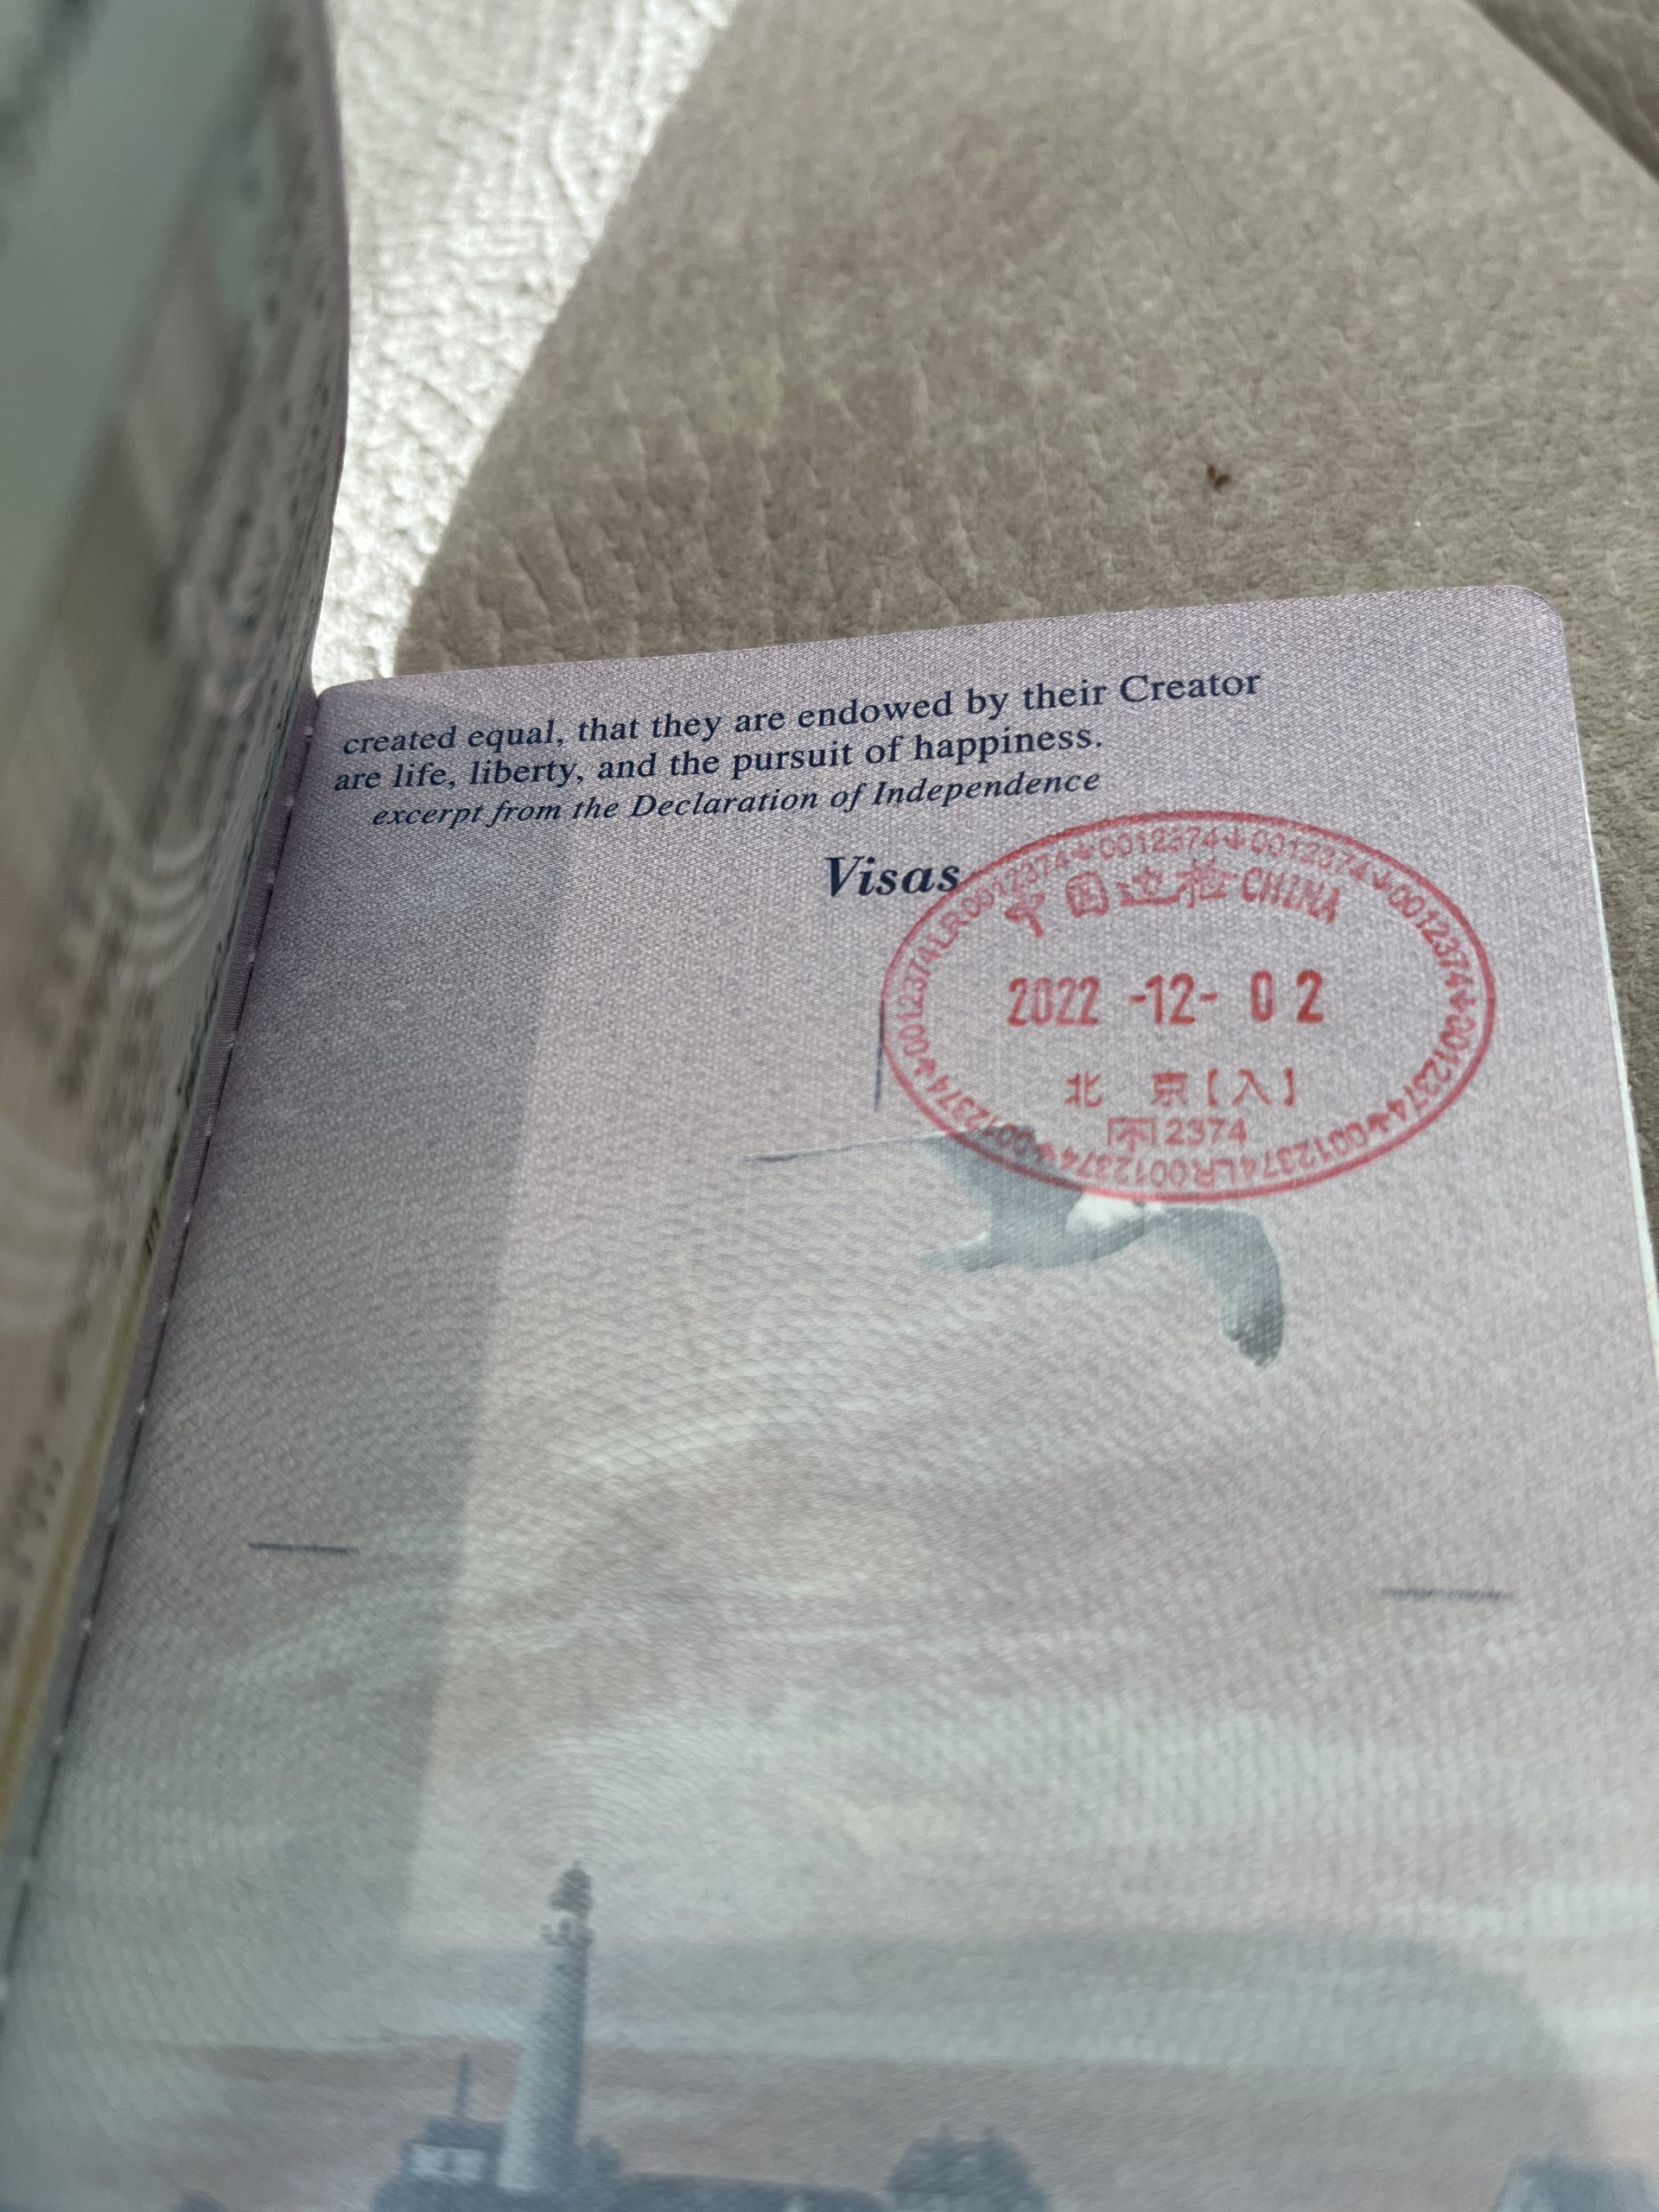 created equal, that they are endowed by their Creator
are life, liberty, and the pursuit of happiness.
excerpt from the Declaration of Independence
Visas
中国边检 CHINA
2022 -12- 02
北 京【入】
2374